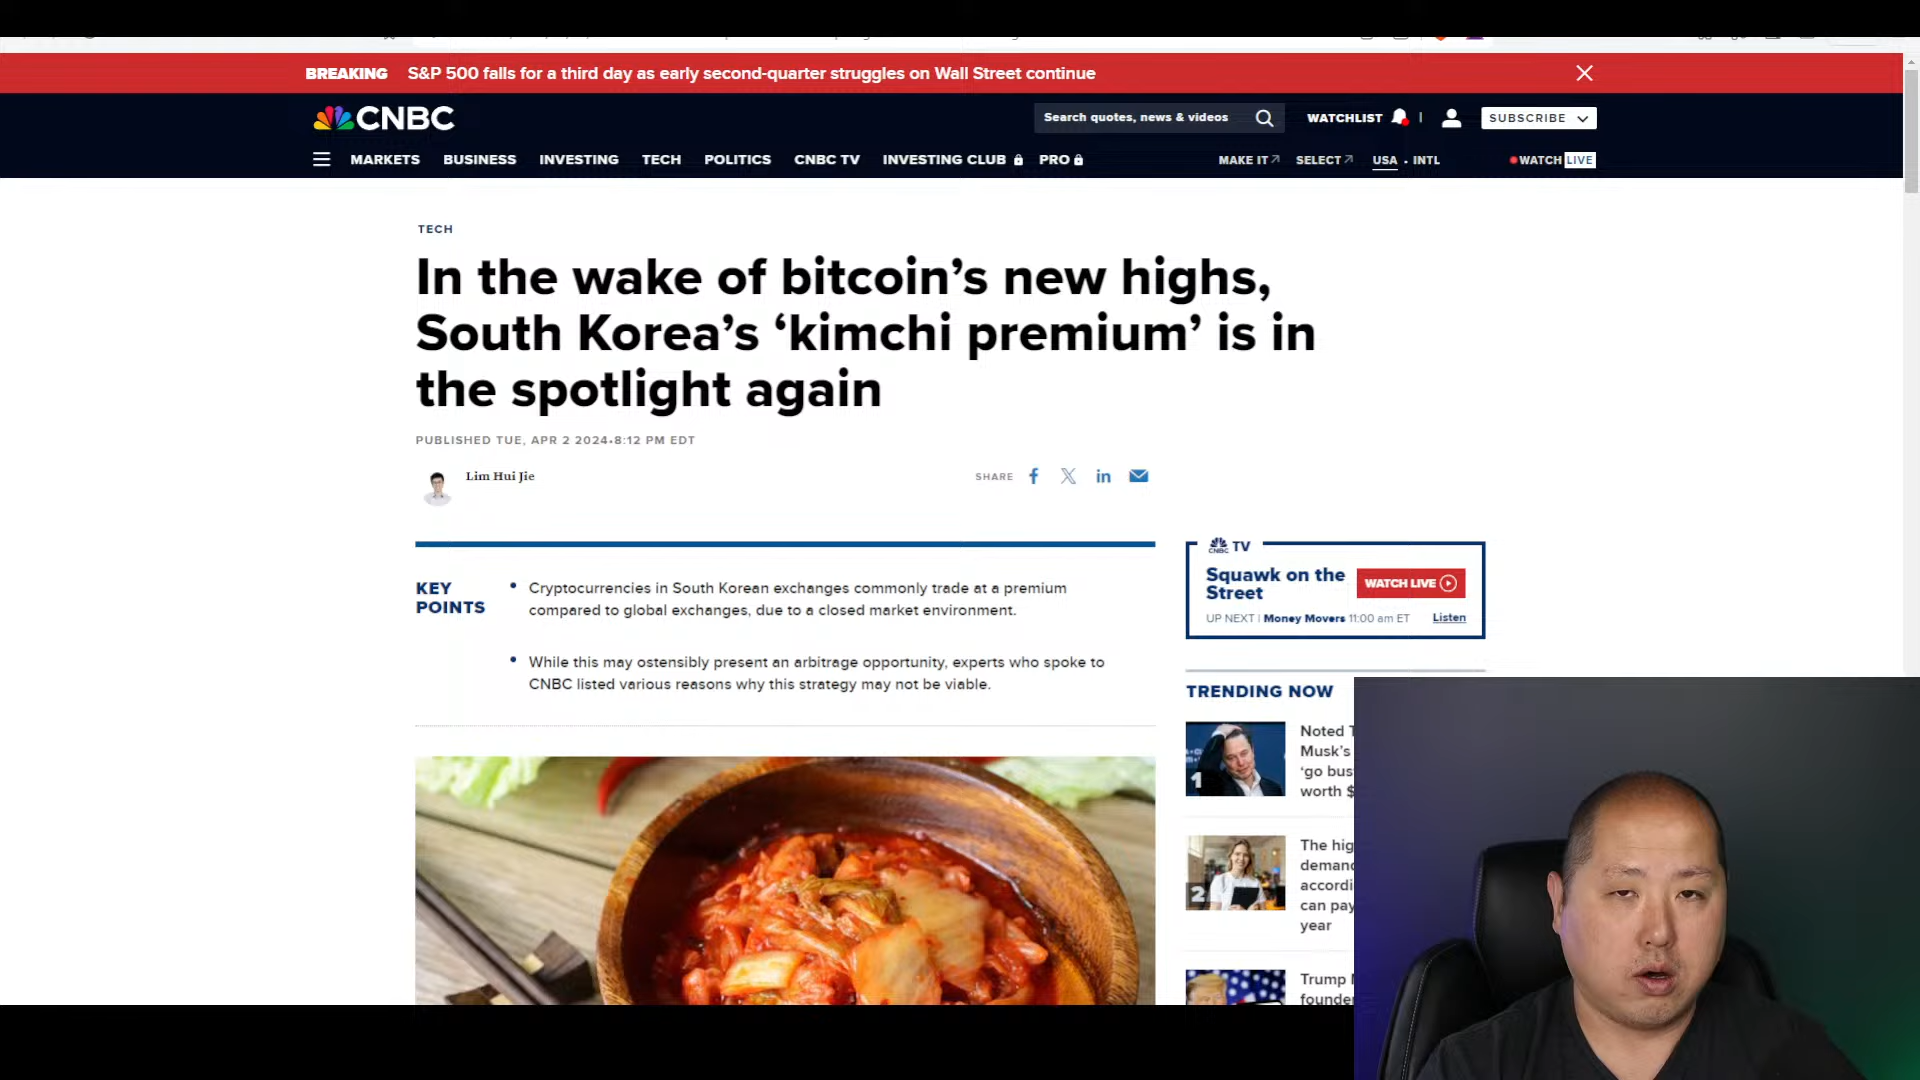 BREAKING S&P 500 falls for a third day as early second-quarter struggles on Wall Street continue
CNBC
Search quotes, news & videos
WATCHLIST
SUBSCRIBE
MARKETS BUSINESS INVESTING TECH POLITICS CNBC TV INVESTING CLUB PRO
MAKE IT SELECT USA • INTL WATCH LIVE
TECH
In the wake of bitcoin’s new highs,
South Korea’s ‘kimchi premium’ is in
the spotlight again
PUBLISHED TUE, APR 2 2024•8:12 PM EDT
Lim Hui Jie
SHARE
KEY
POINTS
Cryptocurrencies in South Korean exchanges commonly trade at a premium
compared to global exchanges, due to a closed market environment.
While this may ostensibly present an arbitrage opportunity, experts who spoke to
CNBC listed various reasons why this strategy may not be viable.
CNBC TV
Squawk on the
Street
WATCH LIVE
UP NEXT | Money Movers 11:00 am ET
Listen
TRENDING NOW
1
Noted
Musk’s
‘go
worth $
2
The
according
can pay
year
Trump